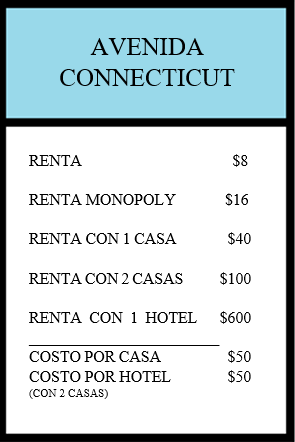 AVENIDA
CONNECTICUT
RENTA $8
RENTA MONOPOLY $16
RENTA CON 1 CASA $40
RENTA CON 2 CASAS $100
RENTA CON 1 HOTEL $600
COSTO POR CASA $50
COSTO POR HOTEL $50
(CON 2 CASAS)